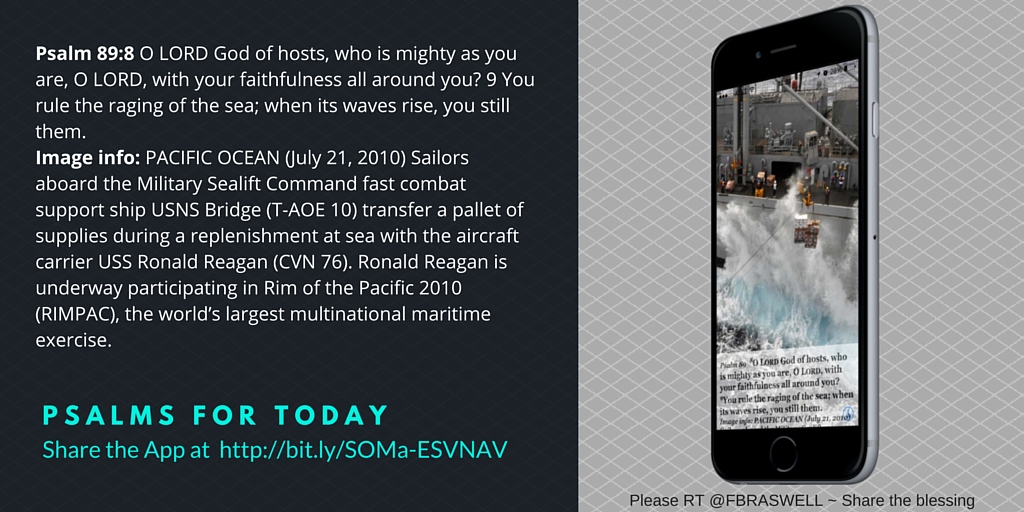 Psalm 89:8 O LORD God of hosts, who is mighty as you
are, O LORD, with your faithfulness all around you? 9 You
rule the raging of the sea; when its waves rise, you still
them.
Image info: PACIFIC OCEAN (July 21, 2010) Sailors
aboard the Military Sealift Command fast combat
support ship USNS Bridge (T-AOE 10) transfer a pallet of
supplies during a replenishment at sea with the aircraft
carrier USS Ronald Reagan (CVN 76). Ronald Reagan is
underway participating in Rim of the Pacific 2010
(RIMPAC), the world’s largest multinational maritime
exercise.
PSALMS FOR TODAY
Share the App at http://bit.ly/SOMa-ESVNAV
Psalm 89 8O LORD God of hosts, who
is mighty as you are, O LORD, with
your faithfulness all around you?
9You rule the raging of the sea; when
its waves rise, you still them.
Image info: PACIFIC OCEAN (July 21, 2010)
Please RT @FBRASWELL ~ Share the blessing